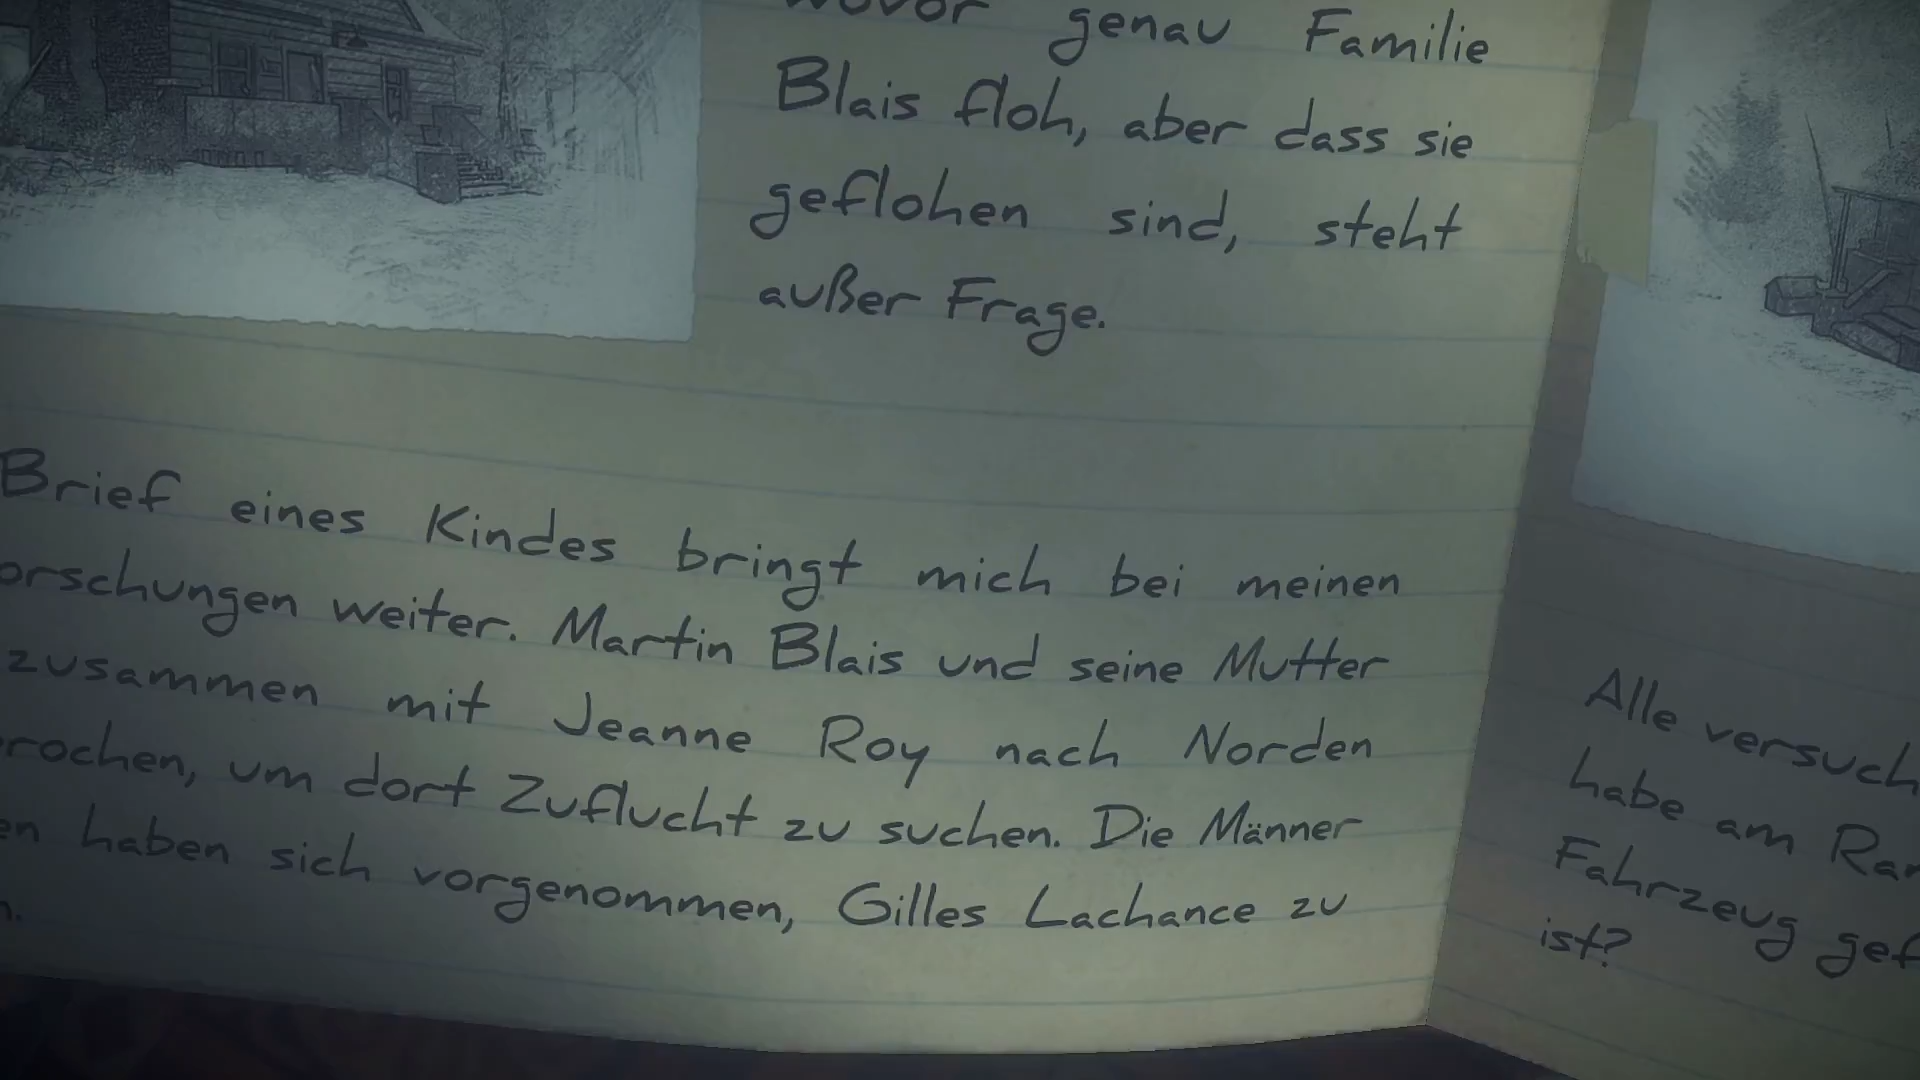 genau Familie
Blais floh, aber dass sie
geflohen sind, steht
außer Frage.
Brief eines Kindes bringt mich bei meinen
orschungen weiter. Martin Blais und seine Mutter
zusammen mit Jeanne Roy nach Norden
rochen, um dort Zuflucht zu suchen. Die Männer
en haben sich vorgenommen, Gilles Lachance zu
n.
Alle versuch
habe am Ran
Fahrzeug gef
ist?